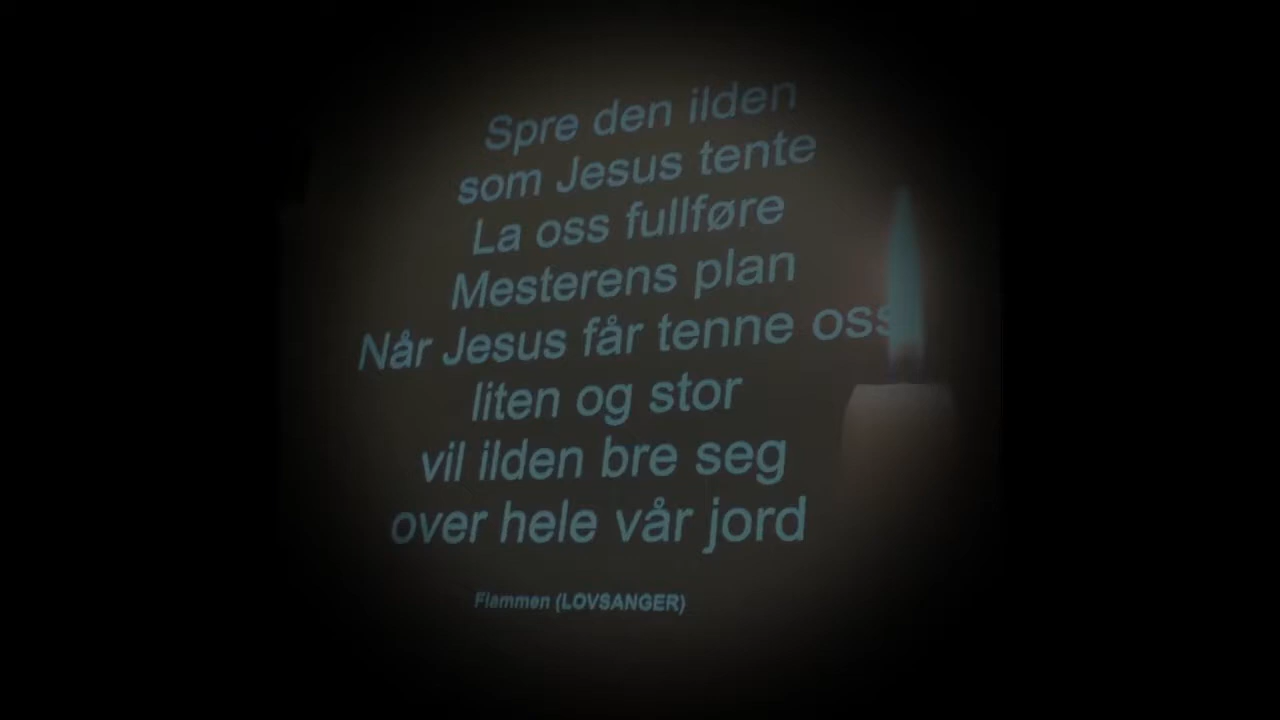 Spre den ilden
som Jesus tente
La oss fullføre
Mesterens plan
Når Jesus får tenne oss
liten og stor
vil ilden bre seg
over hele vår jord
Flammen (LOVSANGER)